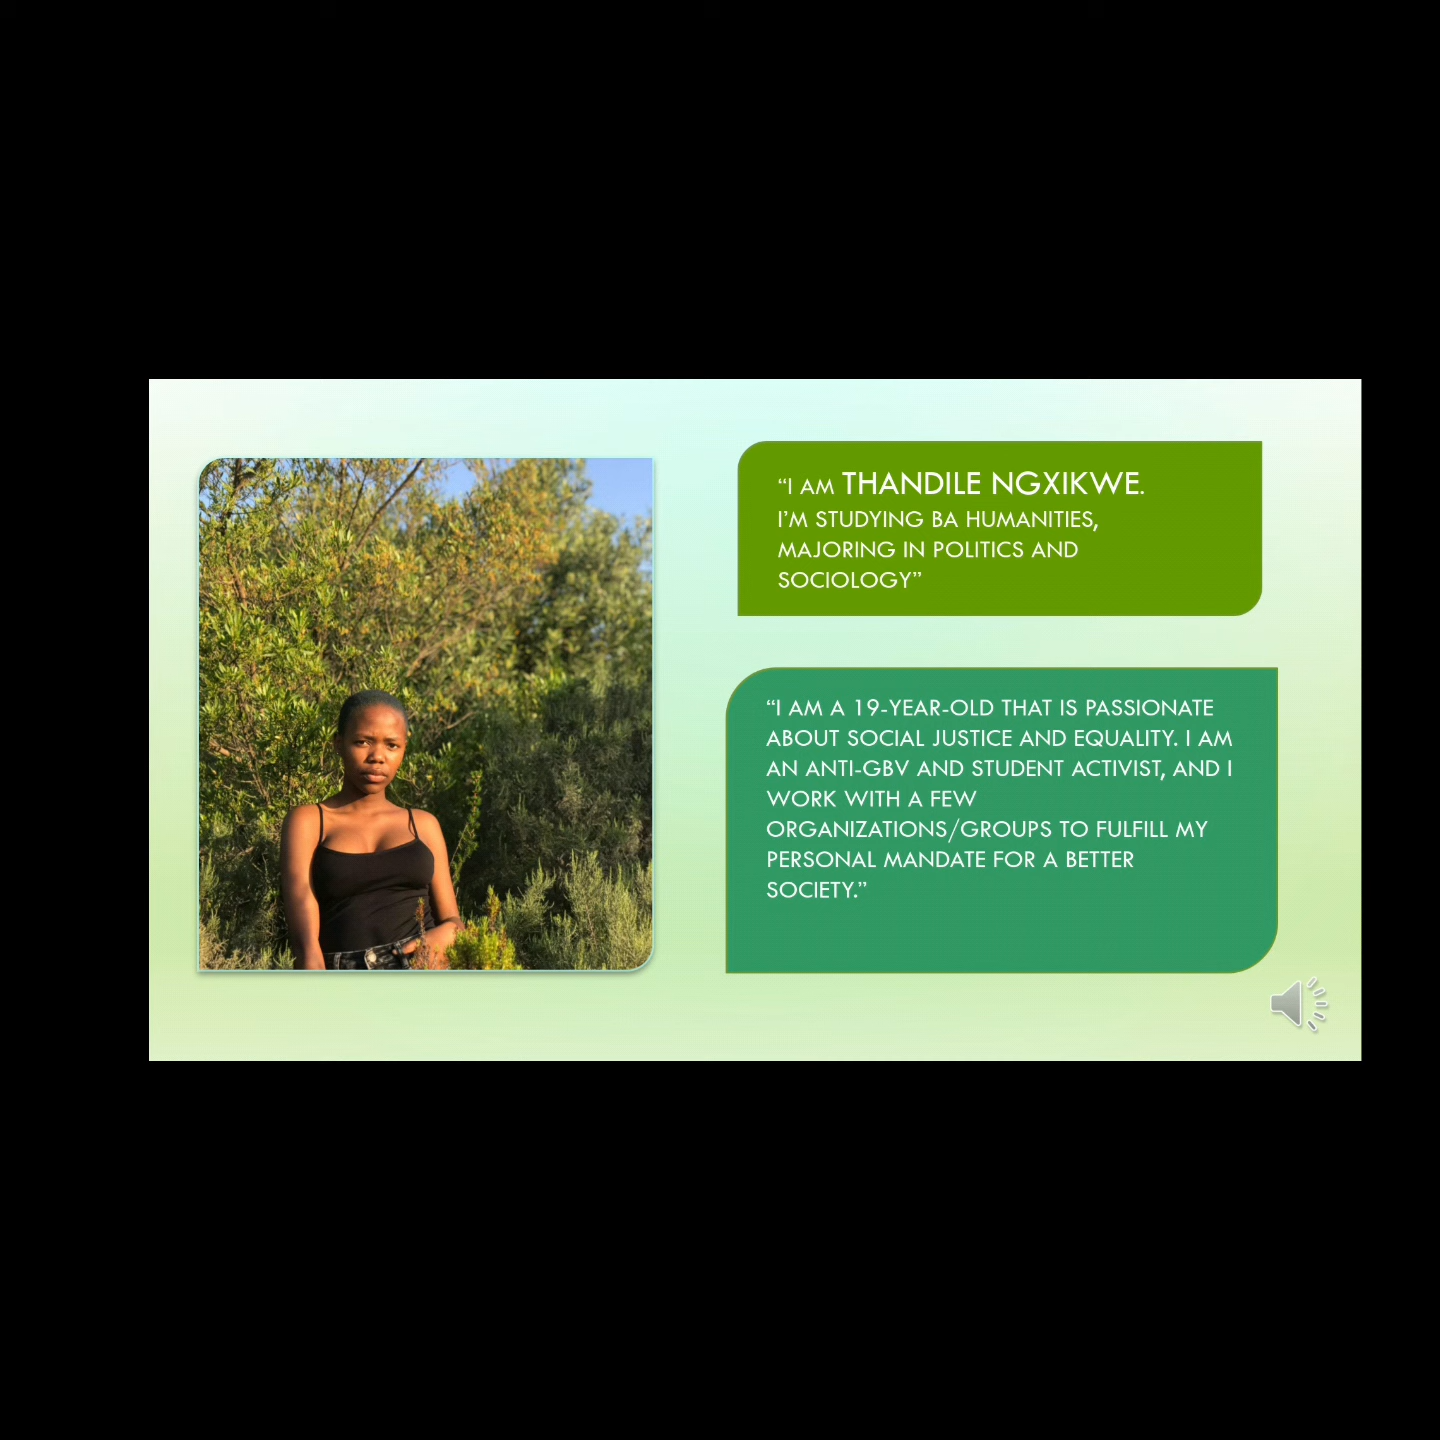 “I AM THANDILE NGXIKWE.
I’M STUDYING BA HUMANITIES,
MAJORING IN POLITICS AND
SOCIOLOGY”
“I AM A 19-YEAR-OLD THAT IS PASSIONATE
ABOUT SOCIAL JUSTICE AND EQUALITY. I AM
AN ANTI-GBV AND STUDENT ACTIVIST, AND I
WORK WITH A FEW
ORGANIZATIONS/GROUPS TO FULFILL MY
PERSONAL MANDATE FOR A BETTER
SOCIETY.”